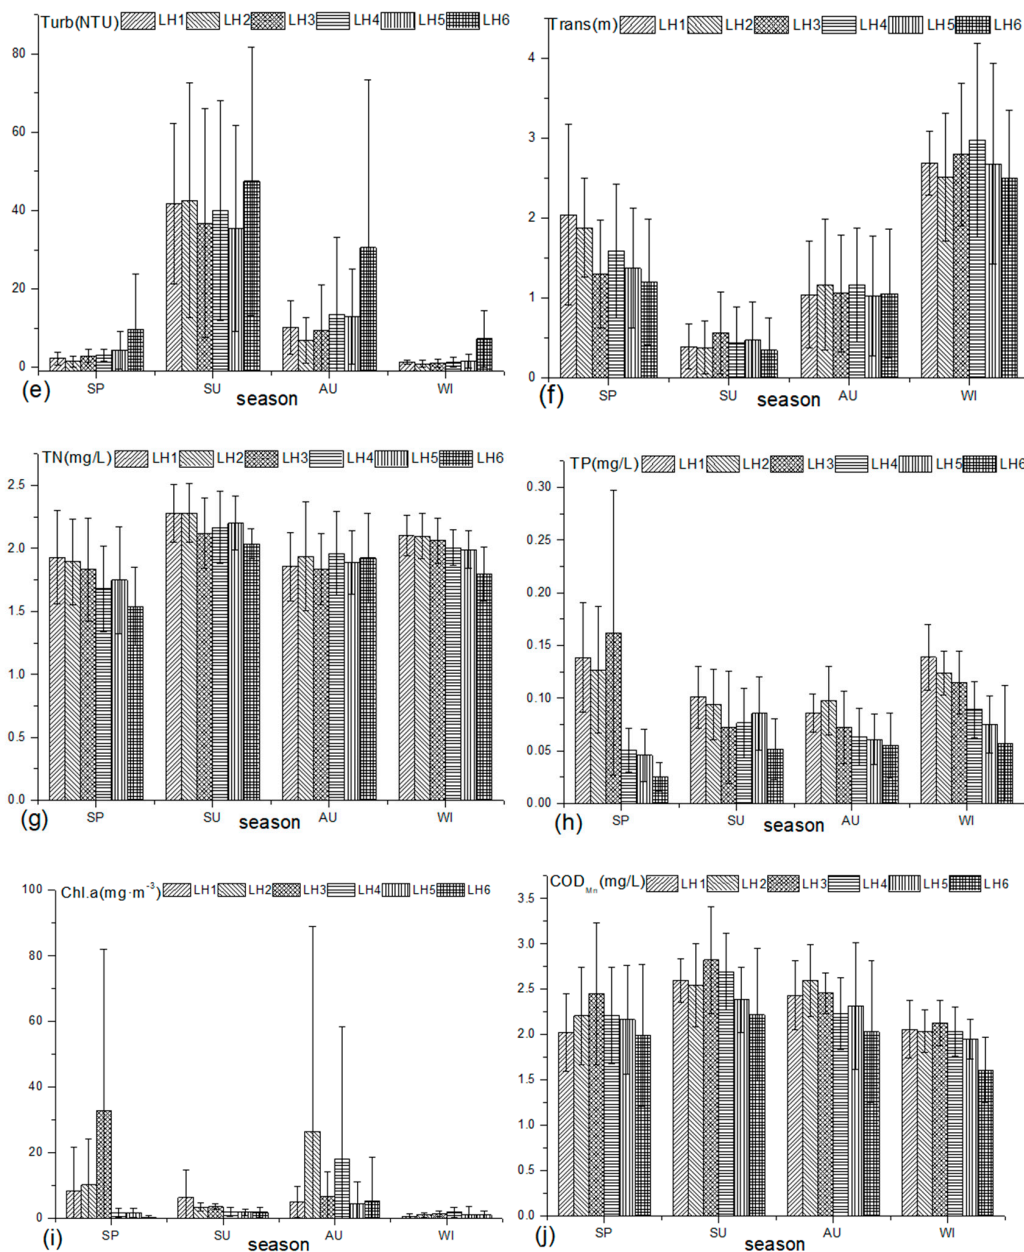 Turb(NTU) LH1 LH2 LH3 LH4 LH5 LH6
80
60
40
20
0
SP SU AU WI
(e) season
Trans(m) LH1 LH2 LH3 LH4 LH5 LH6
4
3
2
1
0
SP SU AU WI
(f) season
TN(mg/L) LH1 LH2 LH3 LH4 LH5 LH6
2.5
2.0
1.5
1.0
0.5
0.0
SP SU AU WI
(g) season
TP(mg/L) LH1 LH2 LH3 LH4 LH5 LH6
0.30
0.25
0.20
0.15
0.10
0.05
0.00
SP SU AU WI
(h) season
Chl.a(mg·m⁻³) LH1 LH2 LH3 LH4 LH5 LH6
100
80
60
40
20
0
SP SU AU WI
(i) season
COD_Mn(mg/L) LH1 LH2 LH3 LH4 LH5 LH6
3.5
3.0
2.5
2.0
1.5
1.0
0.5
0.0
SP SU AU WI
(j) season